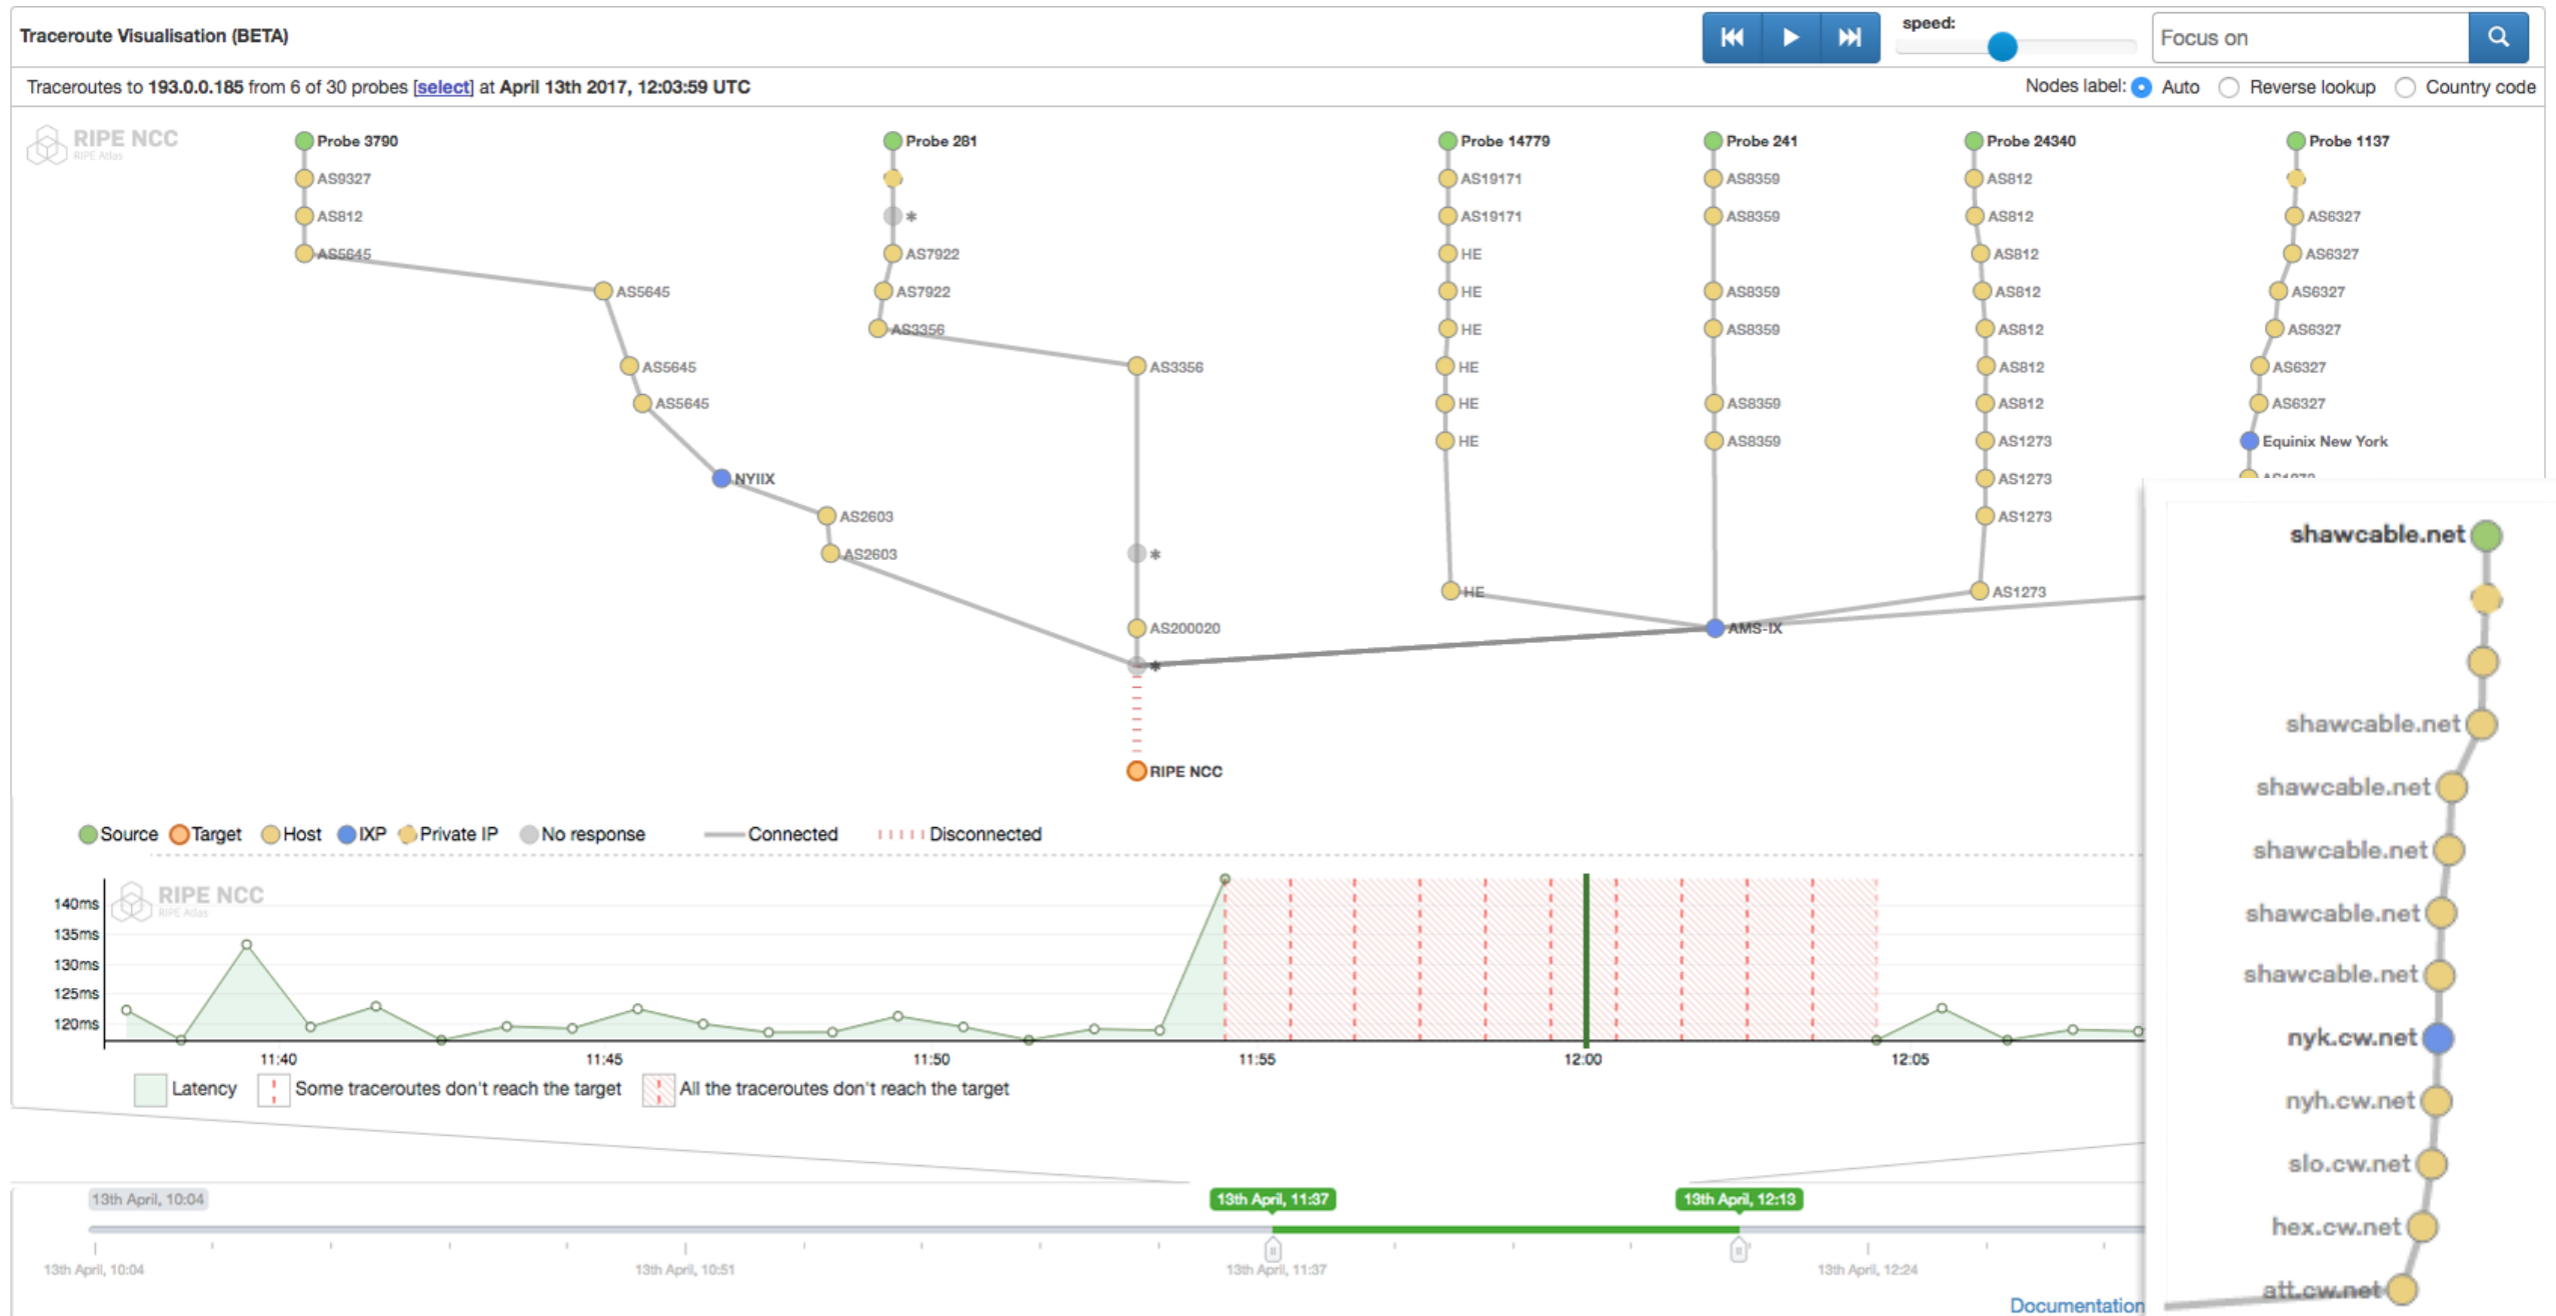 Traceroute Visualisation (BETA)
speed:
Focus on
Traceroutes to 193.0.0.185 from 6 of 30 probes [select] at April 13th 2017, 12:03:59 UTC
Nodes label: Auto Reverse lookup Country code
RIPE NCC
RIPE Atlas
Probe 3790 Probe 281 Probe 14779 Probe 241 Probe 24340 Probe 1137
AS9327 AS19171 AS8359 AS812
AS812 * AS19171 AS8359 AS812 AS6327
AS5645 AS7922 HE AS812 AS6327
AS5645 AS7922 HE AS8359 AS812 AS6327
AS3356 HE AS8359 AS812 AS6327
AS5645 AS3356 HE AS812 AS6327
AS5645 HE AS8359 AS812 AS6327
HE AS8359 AS1273 Equinix New York
NYIIX AS1273
AS2603 AS1273
AS2603 *
HE AS1273
AS200020 AMS-IX
*
RIPE NCC
Source Target Host IXP Private IP No response Connected Disconnected
RIPE NCC
RIPE Atlas
140ms
135ms
130ms
125ms
120ms
11:40 11:45 11:50 11:55 12:00 12:05
Latency Some traceroutes don't reach the target All the traceroutes don't reach the target
13th April, 10:04 13th April, 11:37 13th April, 12:13
13th April, 10:04 13th April, 10:51 13th April, 11:37 13th April, 12:24
Documentation
shawcable.net
shawcable.net
shawcable.net
shawcable.net
shawcable.net
shawcable.net
nyk.cw.net
nyh.cw.net
slo.cw.net
hex.cw.net
att.cw.net